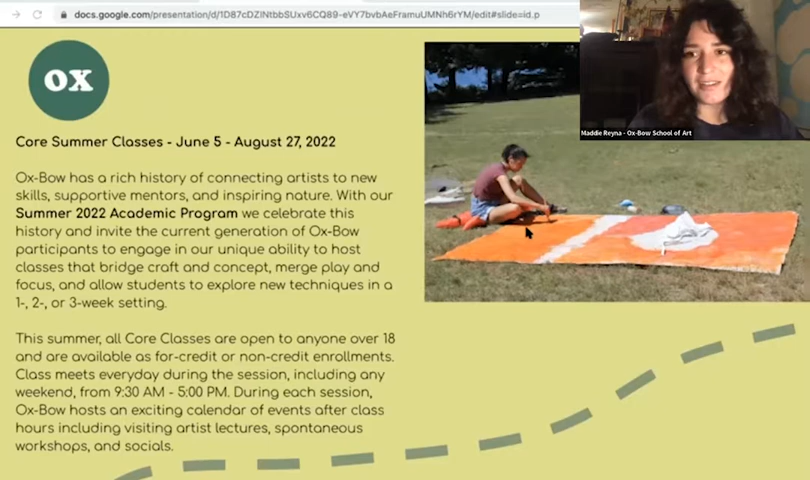 docs.google.com/presentation/d/1D87cDZINtbbSUxv6CQ89-eVY7bvbAeFramuUMNh6rYM/edit#slide=id.p
Maddie Reyna - Ox-Bow School of Art
OX
Core Summer Classes - June 5 - August 27, 2022
Ox-Bow has a rich history of connecting artists to new
skills, supportive mentors, and inspiring nature. With our
Summer 2022 Academic Program we celebrate this
history and invite the current generation of Ox-Bow
participants to engage in our unique ability to host
classes that bridge craft and concept, merge play and
focus, and allow students to explore new techniques in a
1-, 2-, or 3-week setting.
This summer, all Core Classes are open to anyone over 18
and are available as for-credit or non-credit enrollments.
Class meets everyday during the session, including any
weekend, from 9:30 AM - 5:00 PM. During each session,
Ox-Bow hosts an exciting calendar of events after class
hours including visiting artist lectures, spontaneous
workshops, and socials.